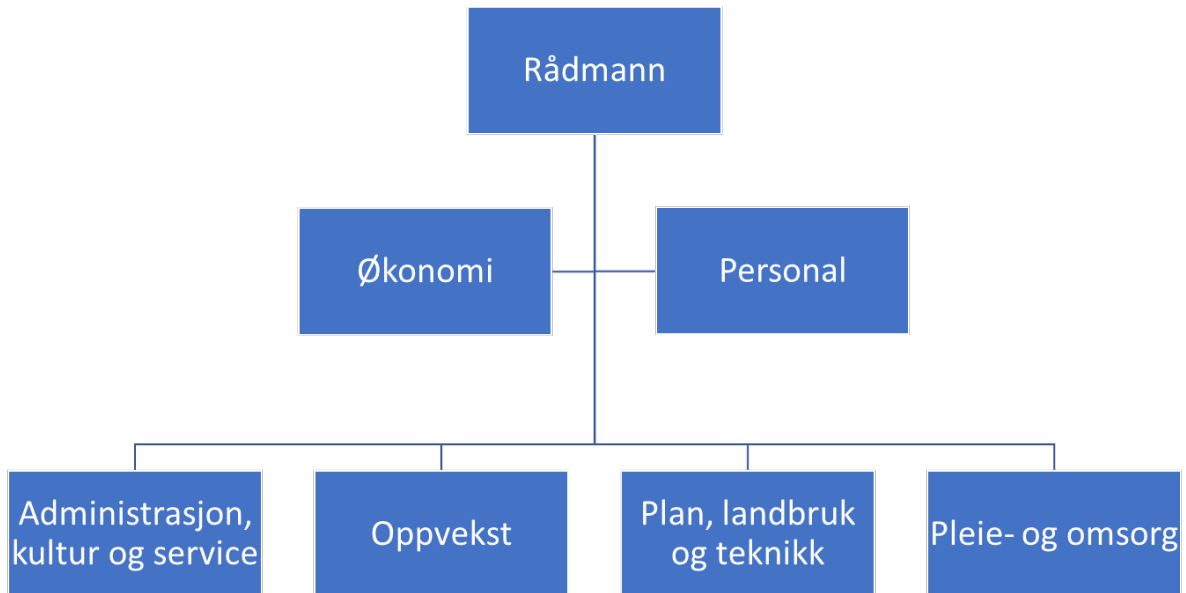 Rådmann
Økonomi
Personal
Administrasjon,
kultur og service
Oppvekst
Plan, landbruk
og teknikk
Pleie- og omsorg